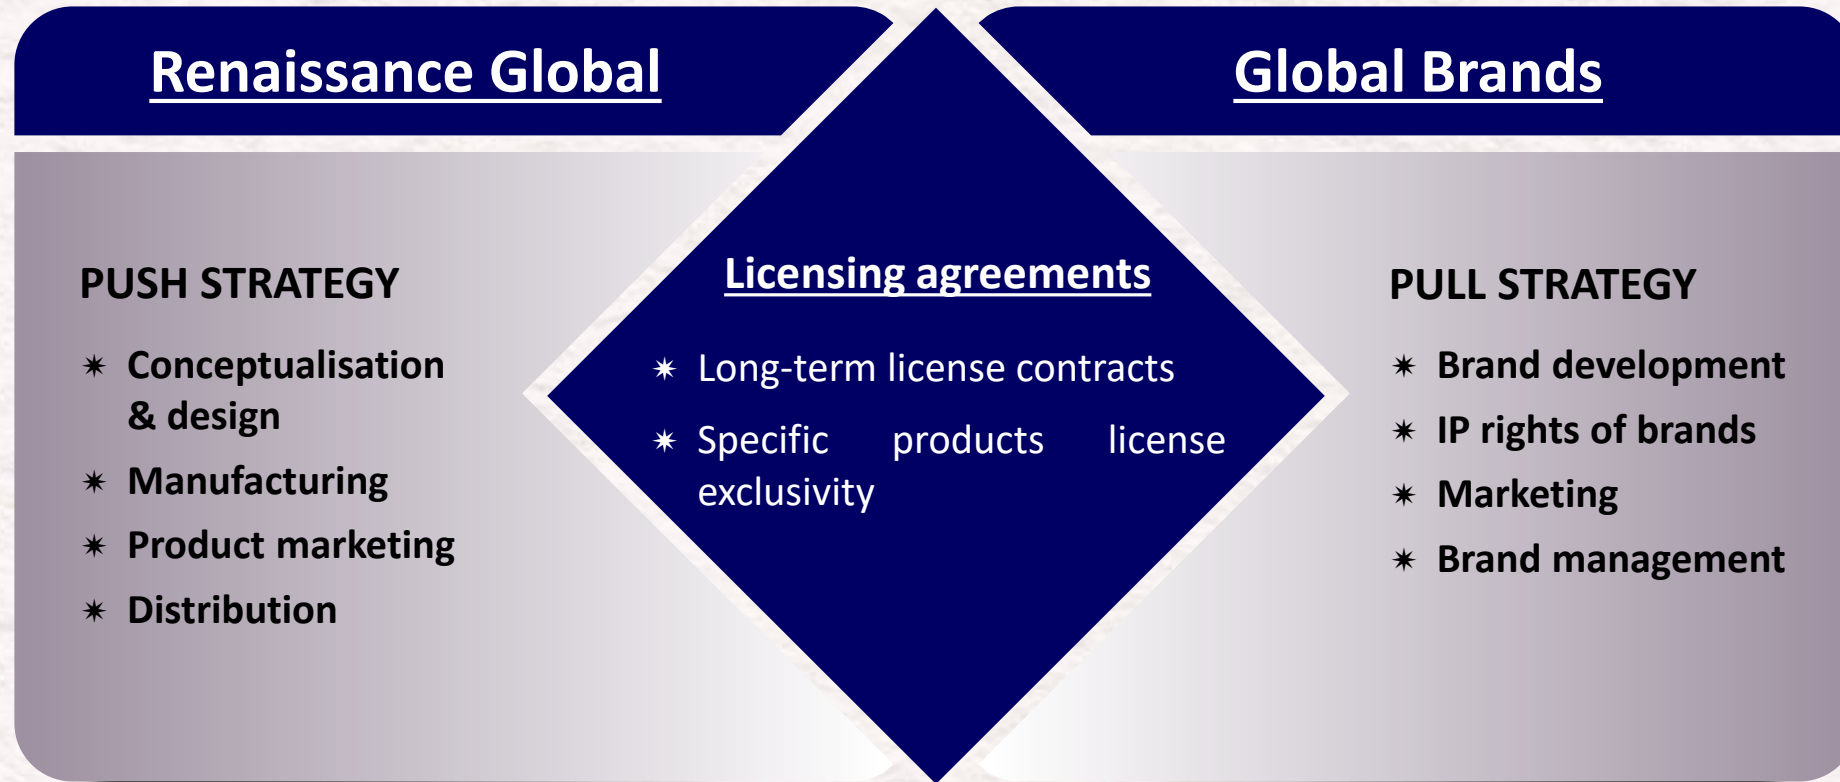 Renaissance Global
PUSH STRATEGY
✷ Conceptualisation
& design
✷ Manufacturing
✷ Product marketing
✷ Distribution
Licensing agreements
✷ Long-term license contracts
✷ Specific products license
exclusivity
Global Brands
PULL STRATEGY
✷ Brand development
✷ IP rights of brands
✷ Marketing
✷ Brand management